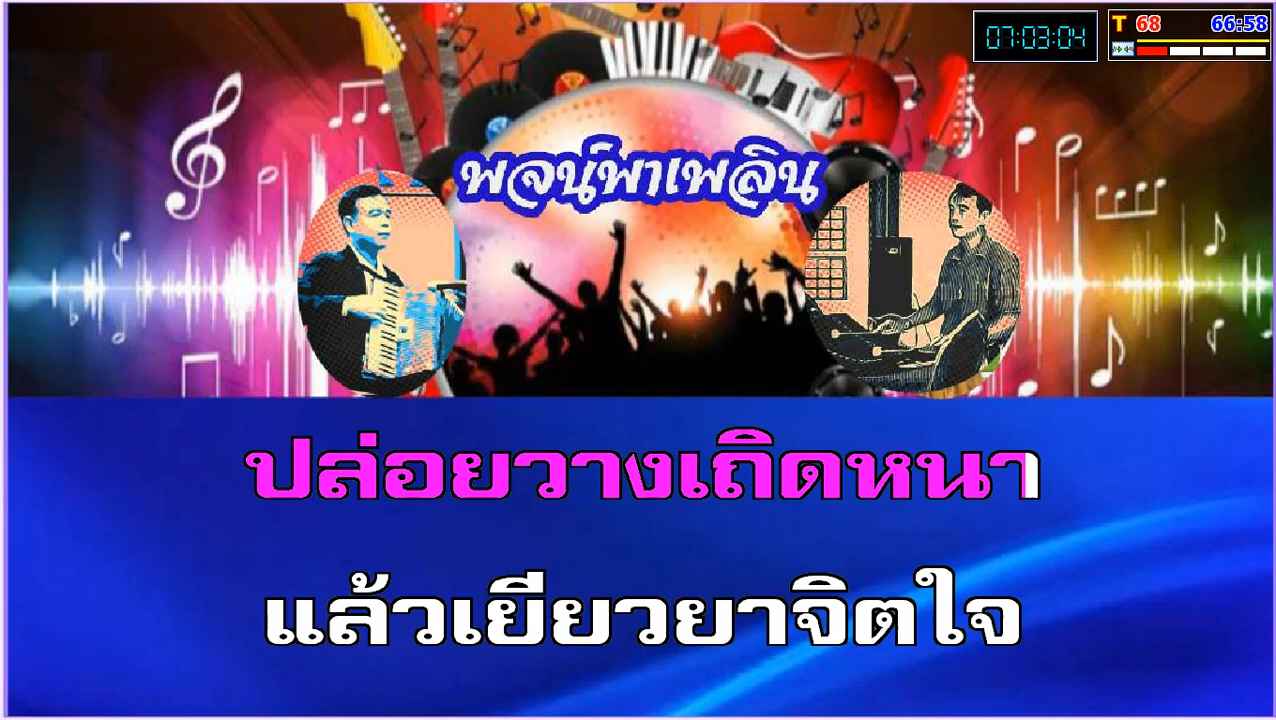 07:03:04
T 68 66:58
พจน์พาเพลิน
ปล่อยวางเถิดหนา
แล้วเยียวยาจิตใจ